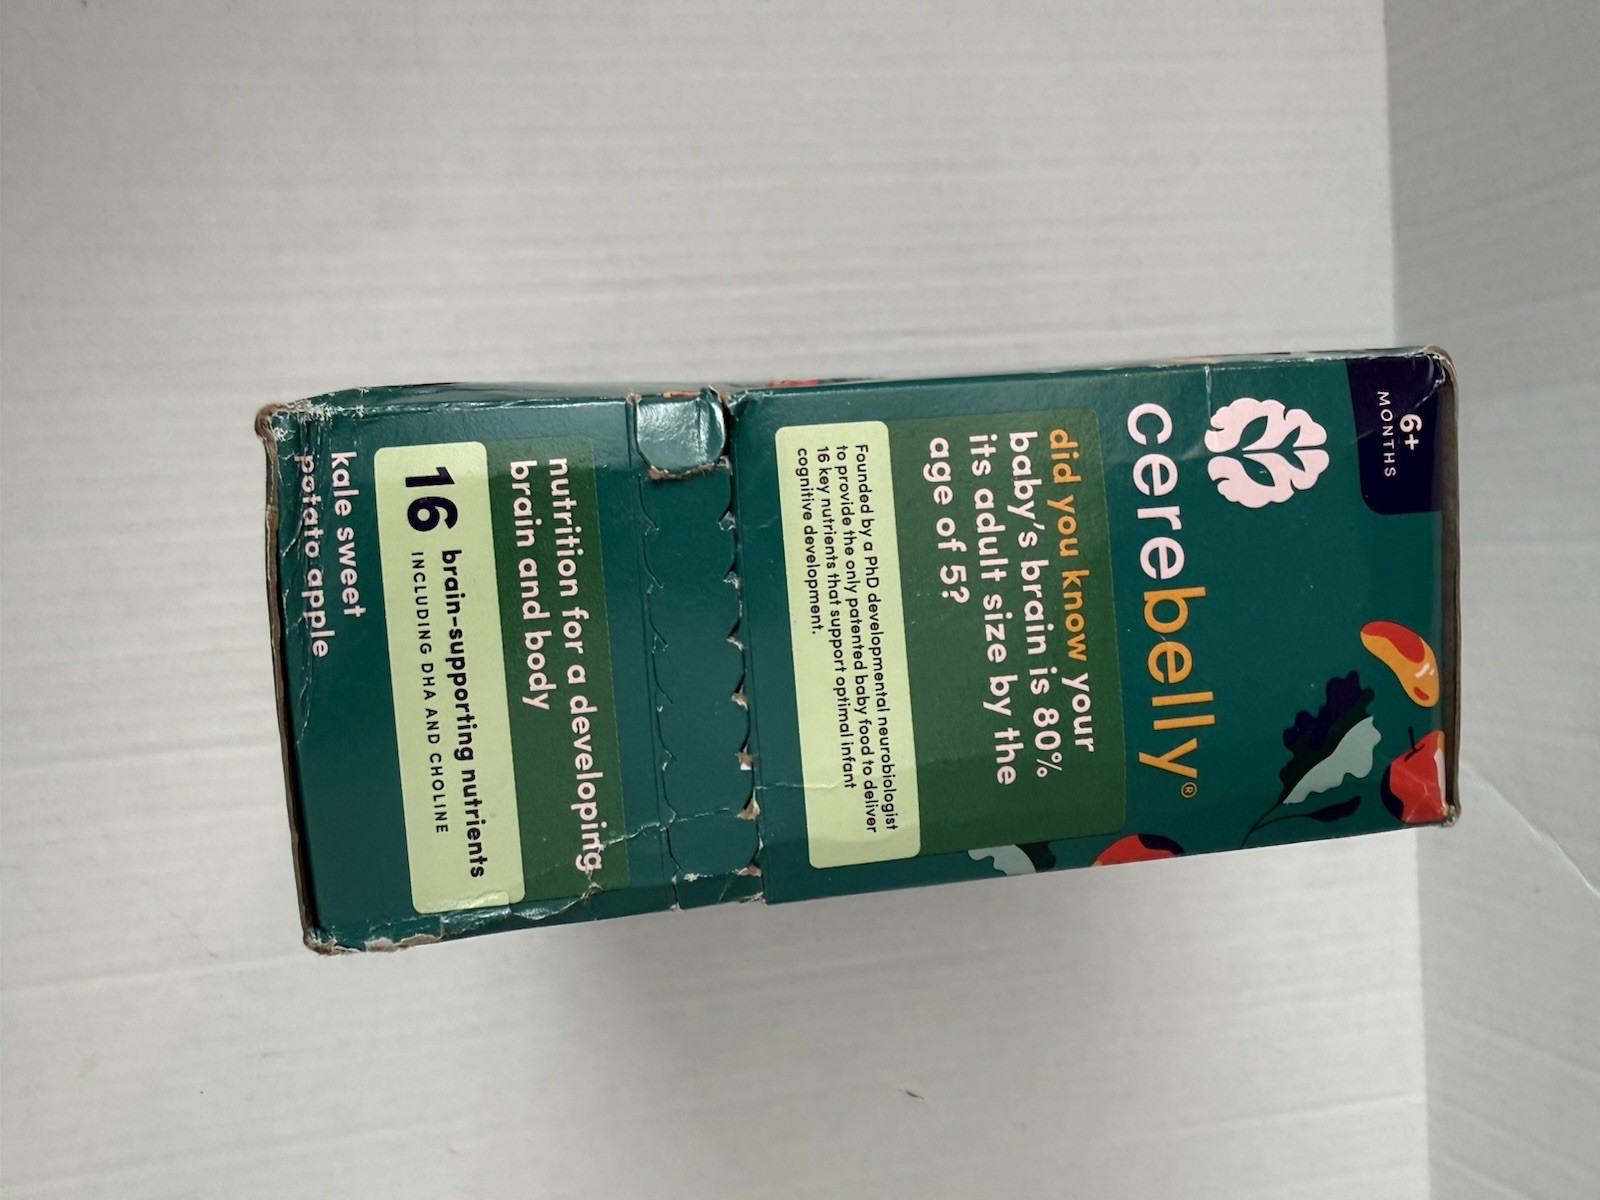 6+
MONTHS
cerebelly®
did you know your
baby's brain is 80%
its adult size by the
age of 5?
Founded by a PhD developmental neurobiologist
to provide the only patented baby food to deliver
16 key nutrients that support optimal infant
cognitive development.
nutrition for a developing
brain and body
16 brain-supporting nutrients
INCLUDING DHA AND CHOLINE
kale sweet
potato apple